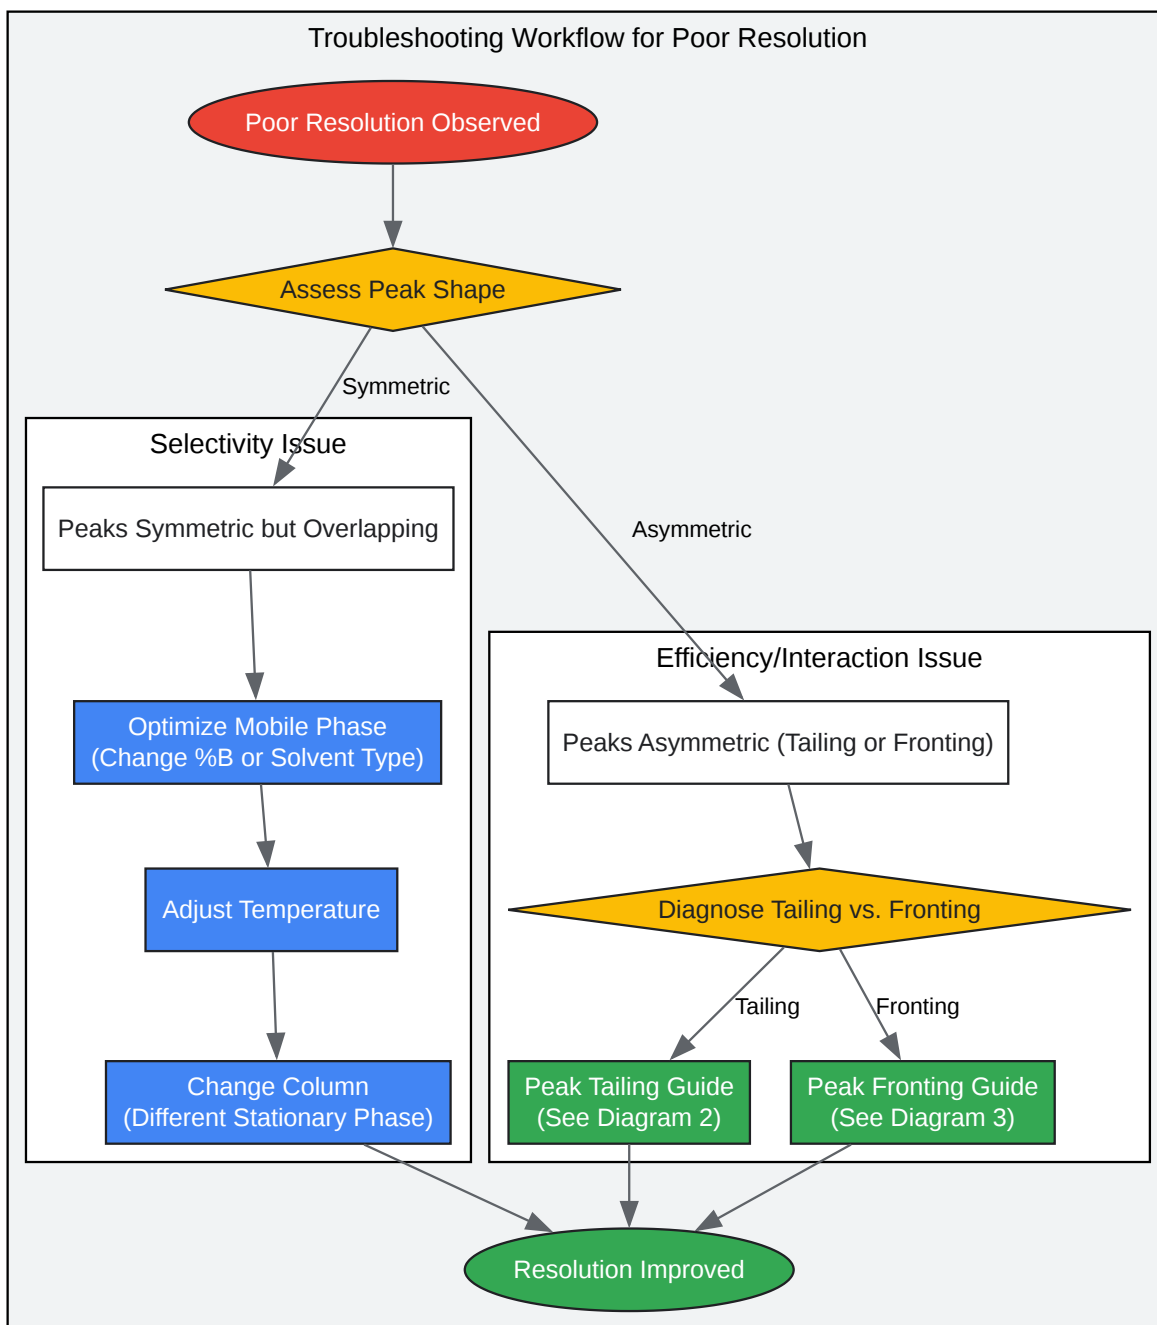 Troubleshooting Workflow for Poor Resolution
Poor Resolution Observed
Assess Peak Shape
Symmetric
Asymmetric
Selectivity Issue
Peaks Symmetric but Overlapping
Optimize Mobile Phase
(Change %B or Solvent Type)
Adjust Temperature
Change Column
(Different Stationary Phase)
Efficiency/Interaction Issue
Peaks Asymmetric (Tailing or Fronting)
Diagnose Tailing vs. Fronting
Tailing
Fronting
Peak Tailing Guide
(See Diagram 2)
Peak Fronting Guide
(See Diagram 3)
Resolution Improved